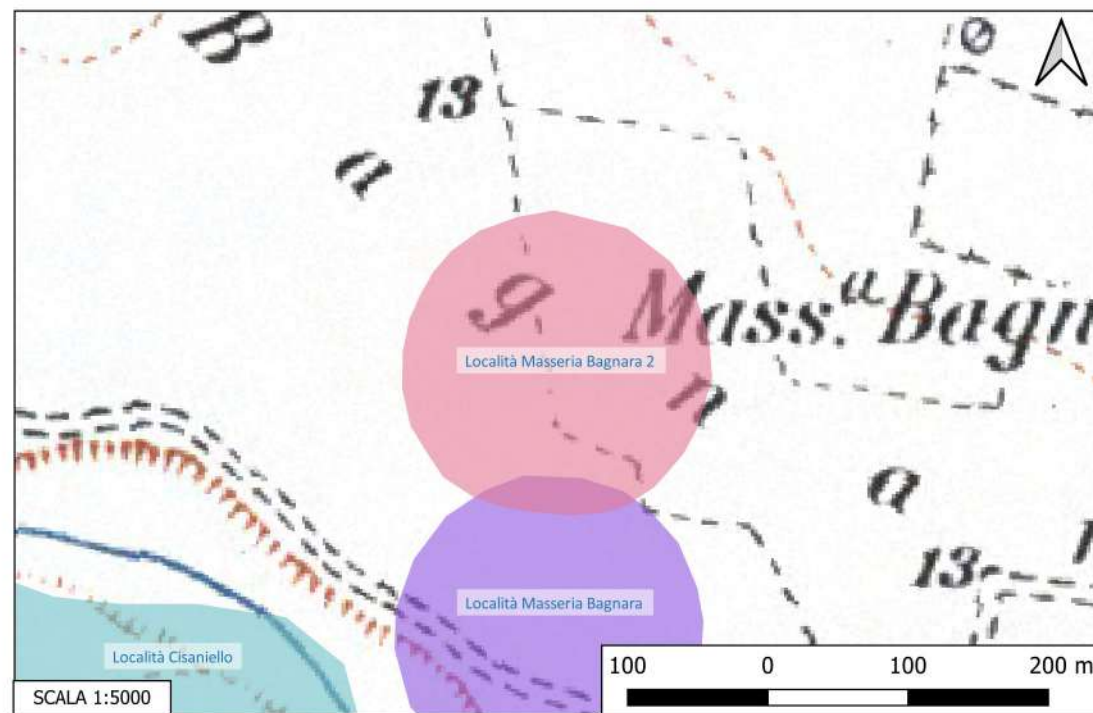 B
a
g
n
a
13
Mass.ª Bagn
Località Masseria Bagnara 2
Località Masseria Bagnara
Località Cisaniello
13
SCALA 1:5000
100 0 100 200 m